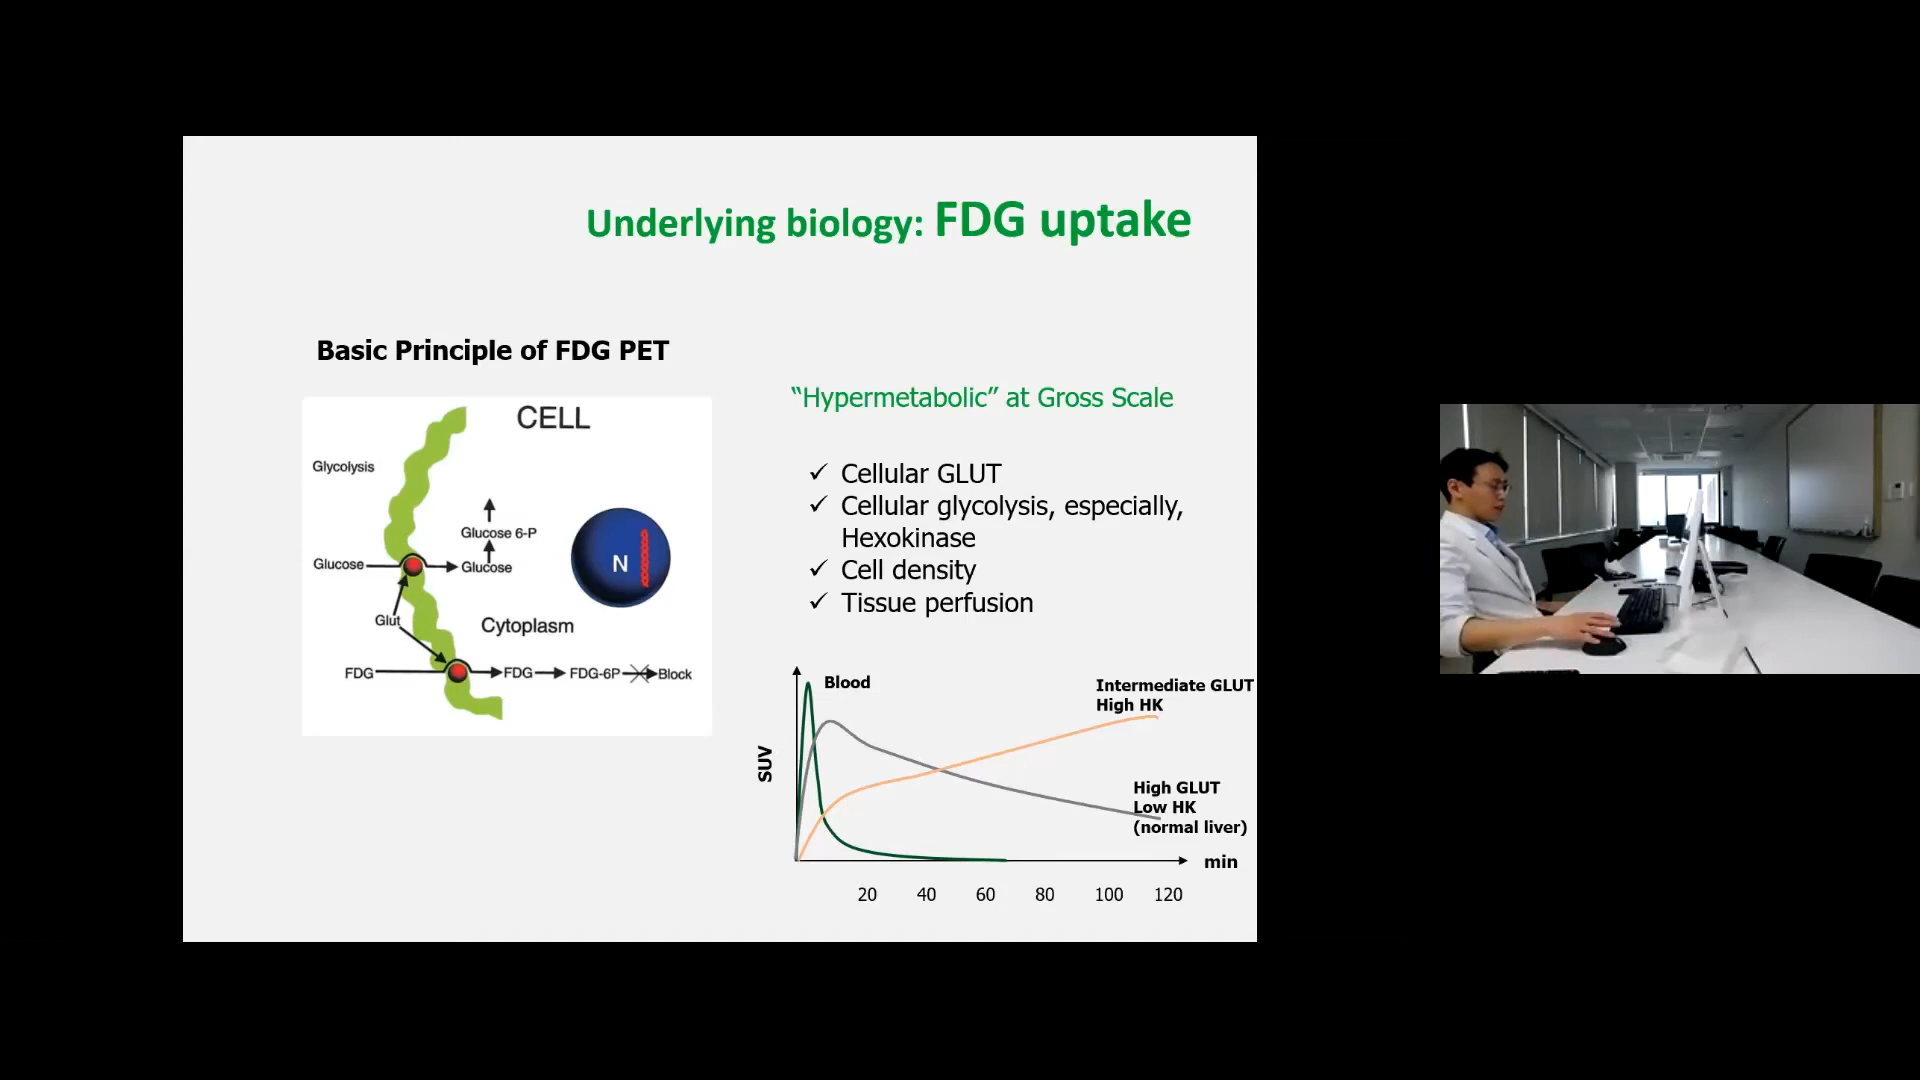 Underlying biology: FDG uptake
Basic Principle of FDG PET
CELL
Glycolysis
Glucose 6-P
Glucose
Glucose
N
Glut
Cytoplasm
FDG
FDG
FDG-6P
Block
“Hypermetabolic” at Gross Scale
✓ Cellular GLUT
✓ Cellular glycolysis, especially,
Hexokinase
✓ Cell density
✓ Tissue perfusion
Blood
Intermediate GLUT
High HK
SUV
High GLUT
Low HK
(normal liver)
min
20 40 60 80 100 120